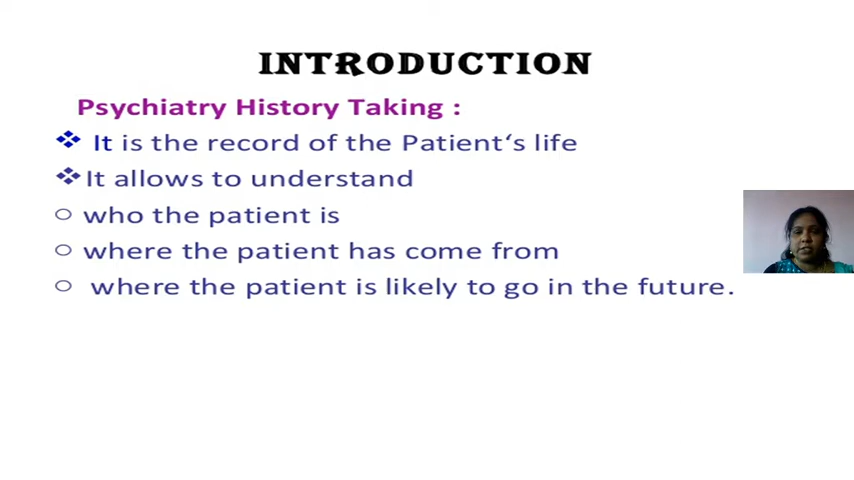 INTRODUCTION
Psychiatry History Taking :
❖ It is the record of the Patient‘s life
❖ It allows to understand
○ who the patient is
○ where the patient has come from
○ where the patient is likely to go in the future.